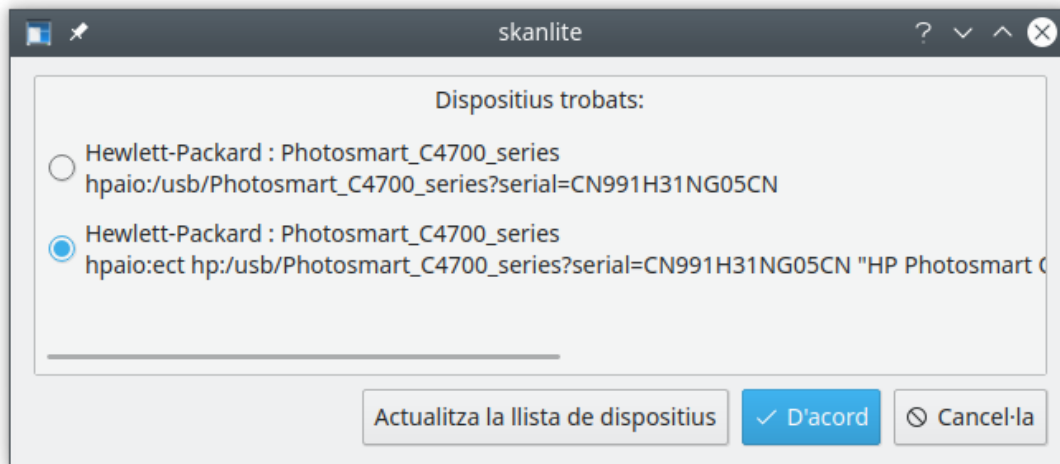 skanlite
Dispositius trobats:
Hewlett-Packard : Photosmart_C4700_series
hpaio:/usb/Photosmart_C4700_series?serial=CN991H31NG05CN
Hewlett-Packard : Photosmart_C4700_series
hpaio:ect hp:/usb/Photosmart_C4700_series?serial=CN991H31NG05CN "HP Photosmart
Actualitza la llista de dispositius
D'acord
Cancel·la